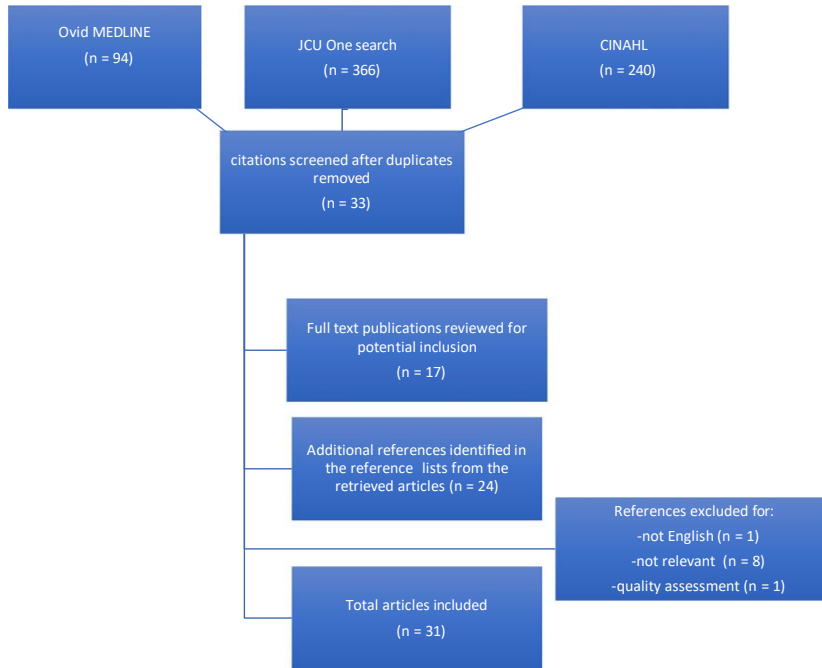 Ovid MEDLINE
(n = 94)
JCU One search
(n = 366)
CINAHL
(n = 240)
citations screened after duplicates
removed
(n = 33)
Full text publications reviewed for
potential inclusion
(n = 17)
Additional references identified in
the reference lists from the
retrieved articles (n = 24)
References excluded for:
-not English (n = 1)
-not relevant (n = 8)
-quality assessment (n = 1)
Total articles included
(n = 31)